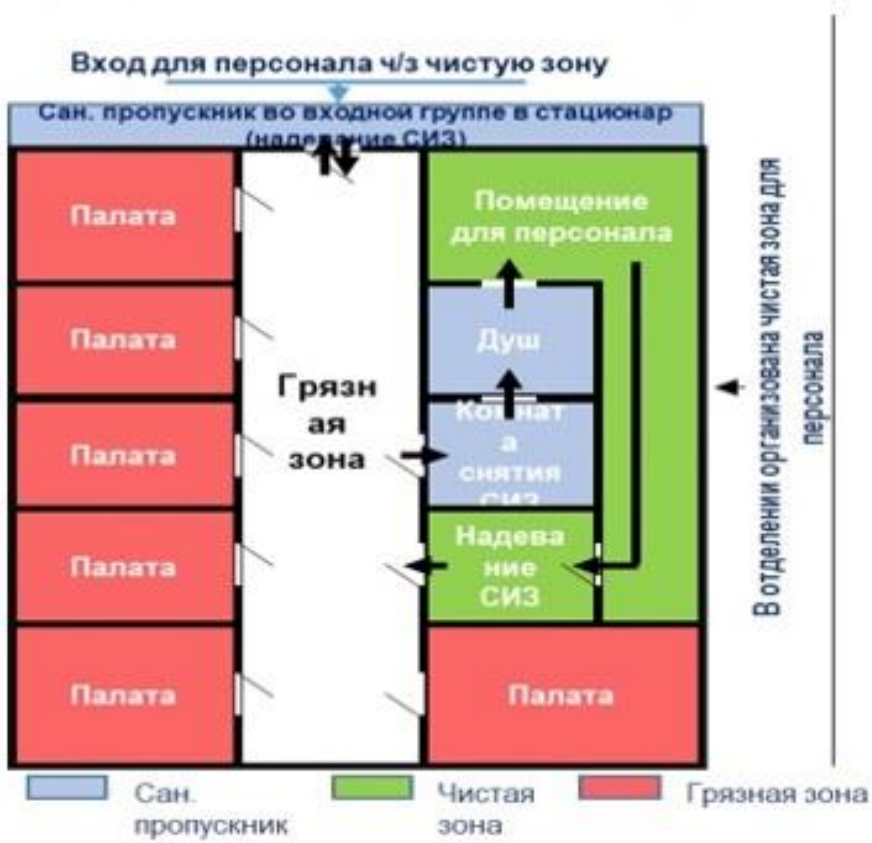 Вход для персонала ч/з чистую зону
Сан. пропускник во входной группе в стационар
(надевание СИЗ)
Палата
Помещение
для персонала
Палата
Душ
Грязн
ая
зона
Палата
Комнат
а
снятия
СИЗ
Палата
Надева
ние
СИЗ
Палата
Палата
В отделении организована чистая зона для
персонала
Сан.
пропускник
Чистая
зона
Грязная зона